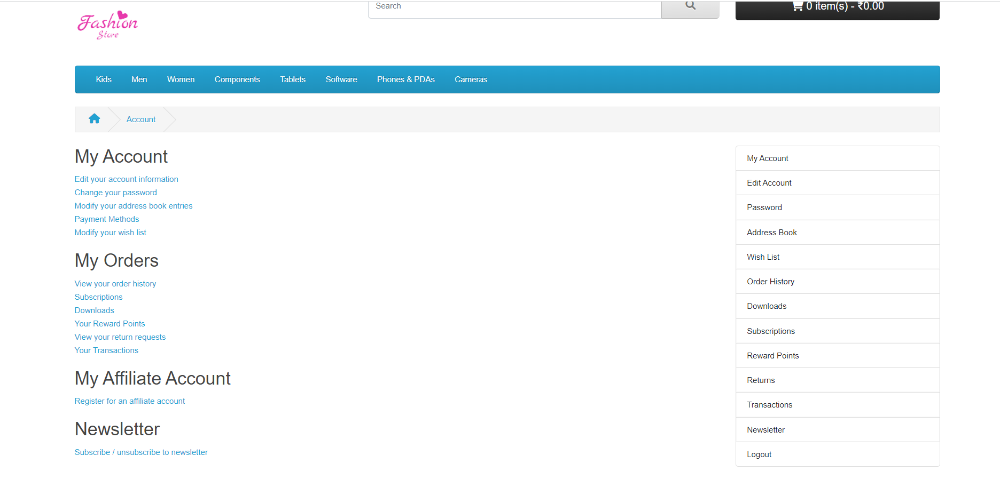 Search
0 item(s) - ₹0.00
Fashion
Store
Kids Men Women Components Tablets Software Phones & PDAs Cameras
Account
My Account
Edit your account information
Change your password
Modify your address book entries
Payment Methods
Modify your wish list
My Orders
View your order history
Subscriptions
Downloads
Your Reward Points
View your return requests
Your Transactions
My Affiliate Account
Register for an affiliate account
Newsletter
Subscribe / unsubscribe to newsletter
My Account
Edit Account
Password
Address Book
Wish List
Order History
Downloads
Subscriptions
Reward Points
Returns
Transactions
Newsletter
Logout